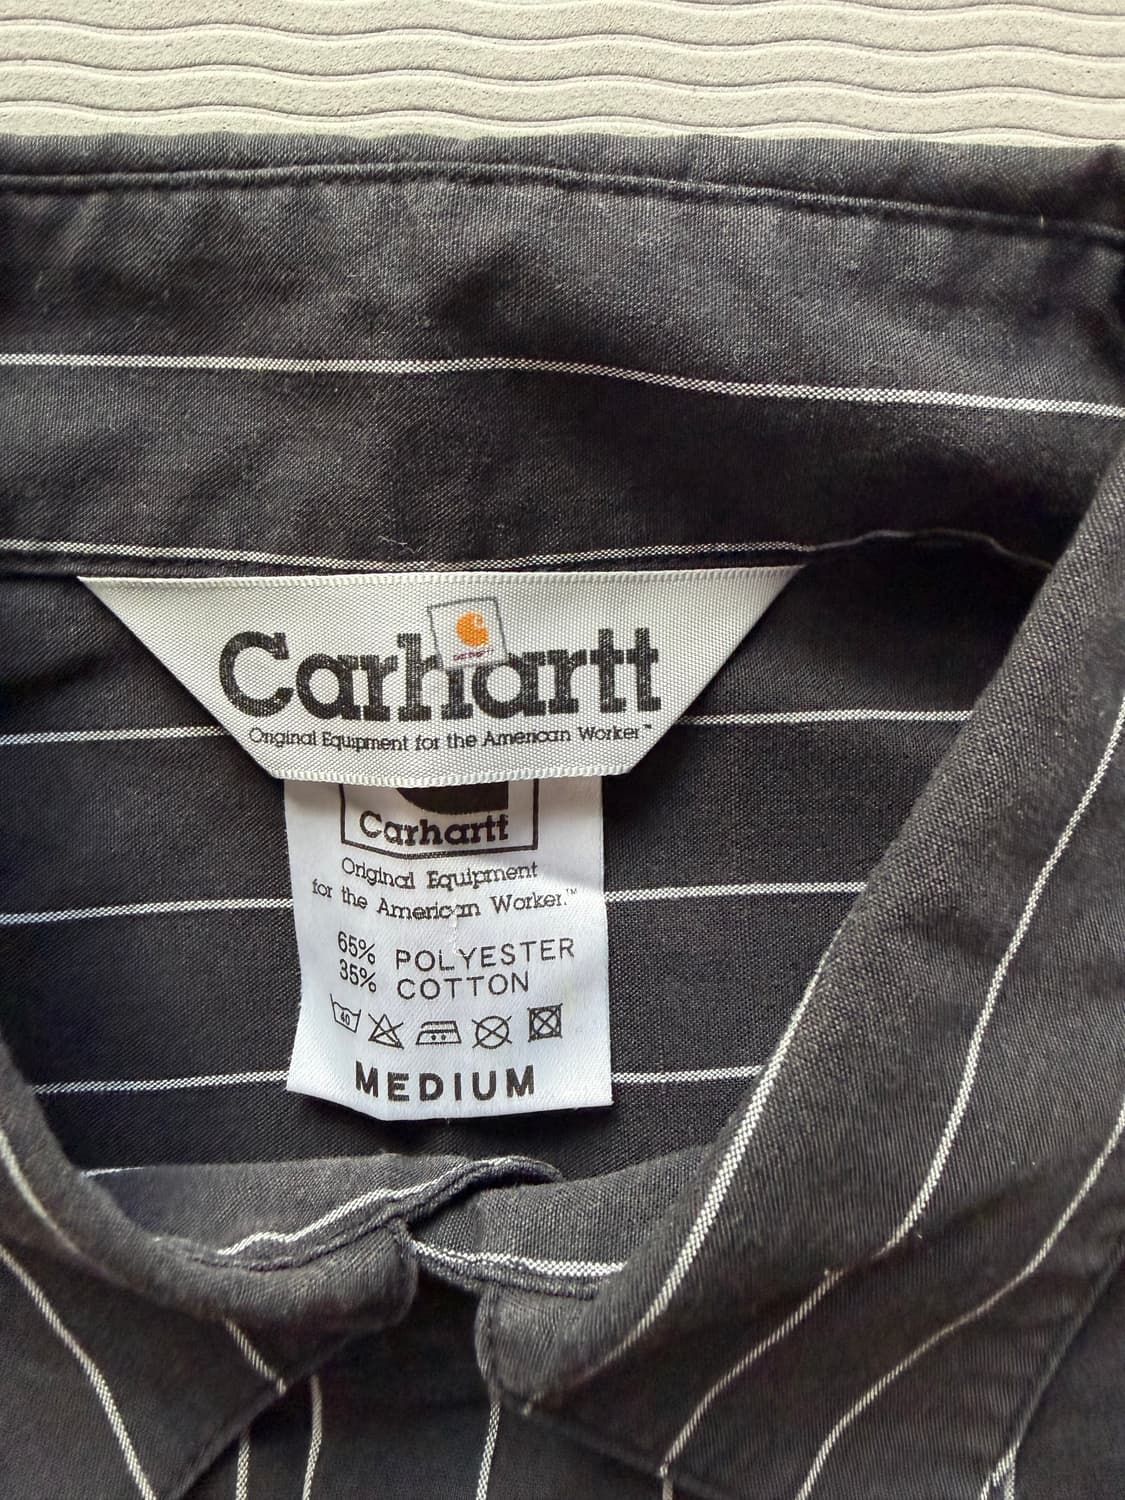 Carhartt
Original Equipment for the American Worker™
Carhartt
Original Equipment
for the American Worker.™
65% POLYESTER
35% COTTON
40
MEDIUM